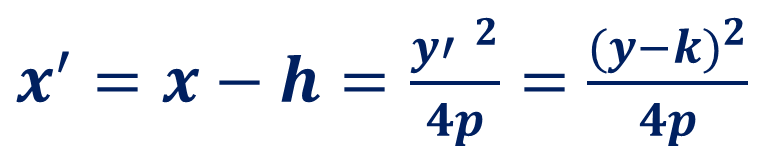 x′ = x − h = y′ ²/4p = (y−k)²/4p